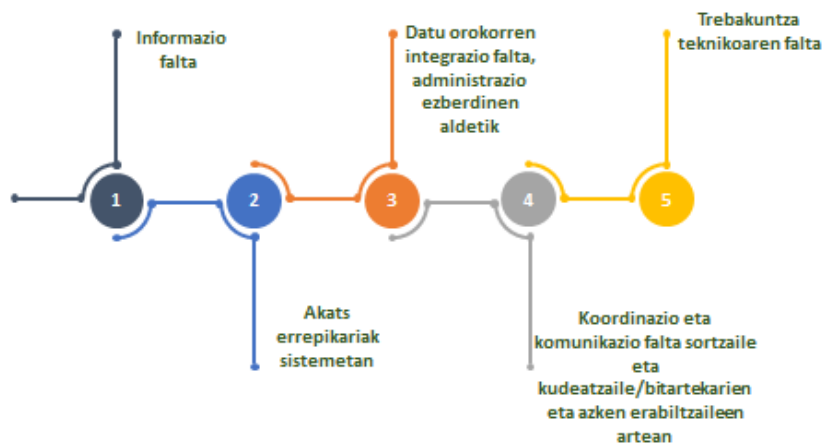 Informazio
falta
Datu orokorren
integrazio falta,
administrazio
ezberdinen
aldetik
Trebakuntza
teknikoaren falta
1
2
3
4
5
Akats
errepikariak
sistemetan
Koordinazio eta
komunikazio falta sortzaile
eta
kudeatzaile/bitartekarien
eta azken erabiltzaileen
artean